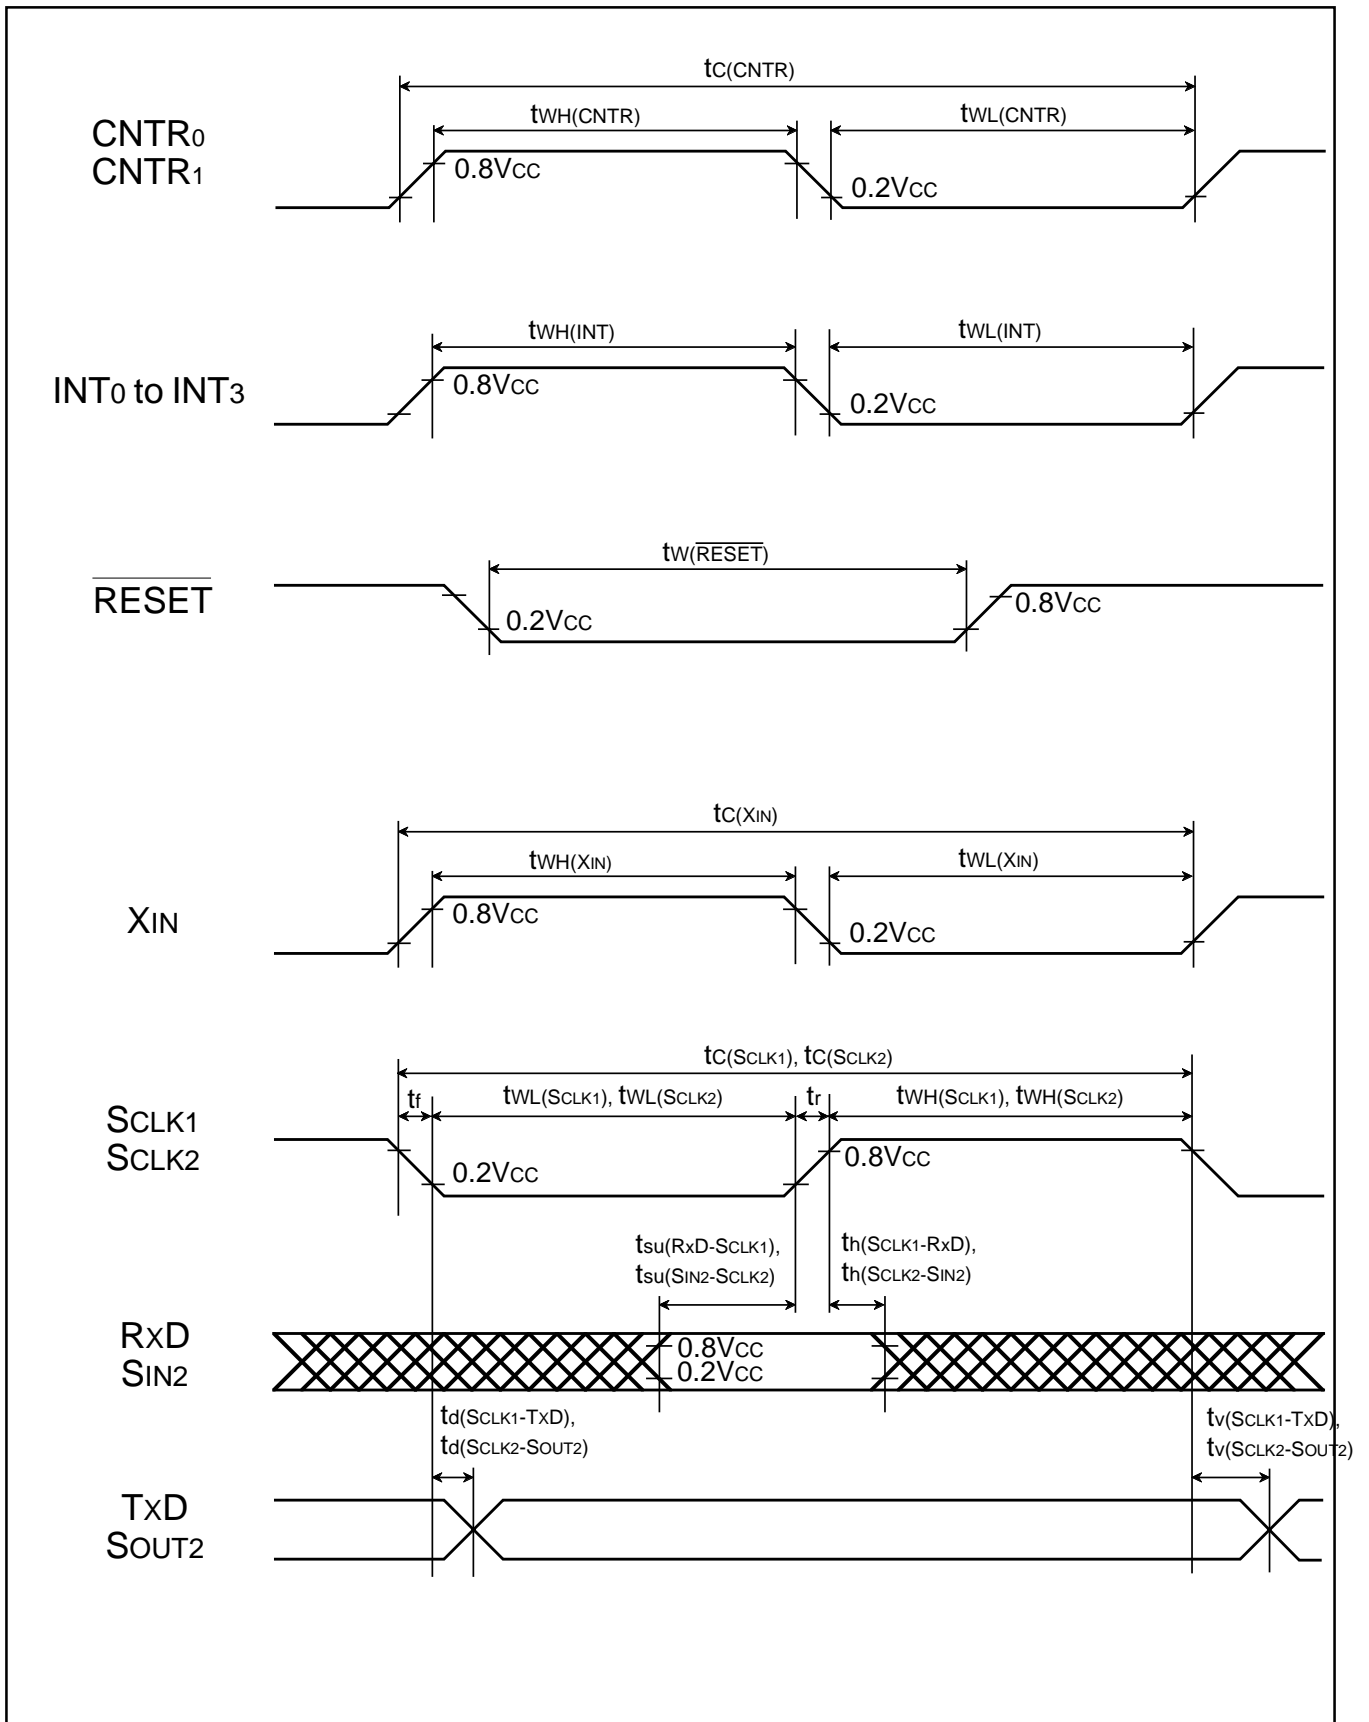 tC(CNTR)
tWH(CNTR)
tWL(CNTR)
CNTR0
CNTR1
0.8VCC
0.2VCC
tWH(INT)
tWL(INT)
INT0 to INT3
0.8VCC
0.2VCC
tW(RESET)
RESET
0.2VCC
0.8VCC
tC(XIN)
tWH(XIN)
tWL(XIN)
XIN
0.8VCC
0.2VCC
tC(SCLK1), tC(SCLK2)
tf
tWL(SCLK1), tWL(SCLK2)
tr
tWH(SCLK1), tWH(SCLK2)
SCLK1
SCLK2
0.2VCC
0.8VCC
tsu(RxD-SCLK1),
tsu(SIN2-SCLK2)
th(SCLK1-RxD),
th(SCLK2-SIN2)
RXD
SIN2
0.8VCC
0.2VCC
td(SCLK1-TXD),
td(SCLK2-SOUT2)
tv(SCLK1-TXD),
tv(SCLK2-SOUT2)
TXD
SOUT2